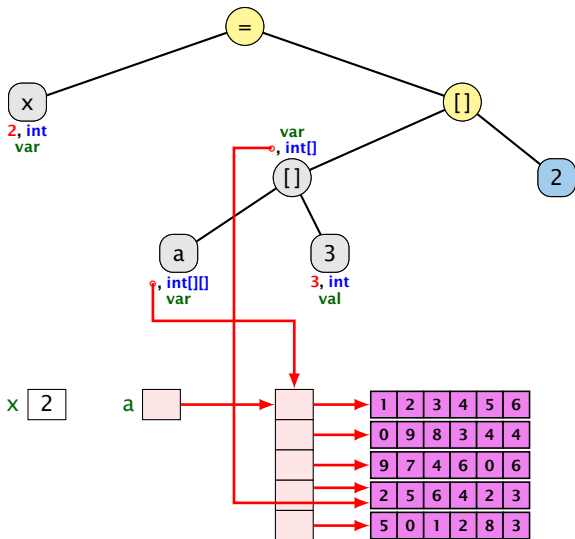 =
x
[]
2, int
var
var
, int[]
[]
2
a
3
, int[][]
var
3, int
val
x 2 a
1 2 3 4 5 6
0 9 8 3 4 4
9 7 4 6 0 6
2 5 6 4 2 3
5 0 1 2 8 3